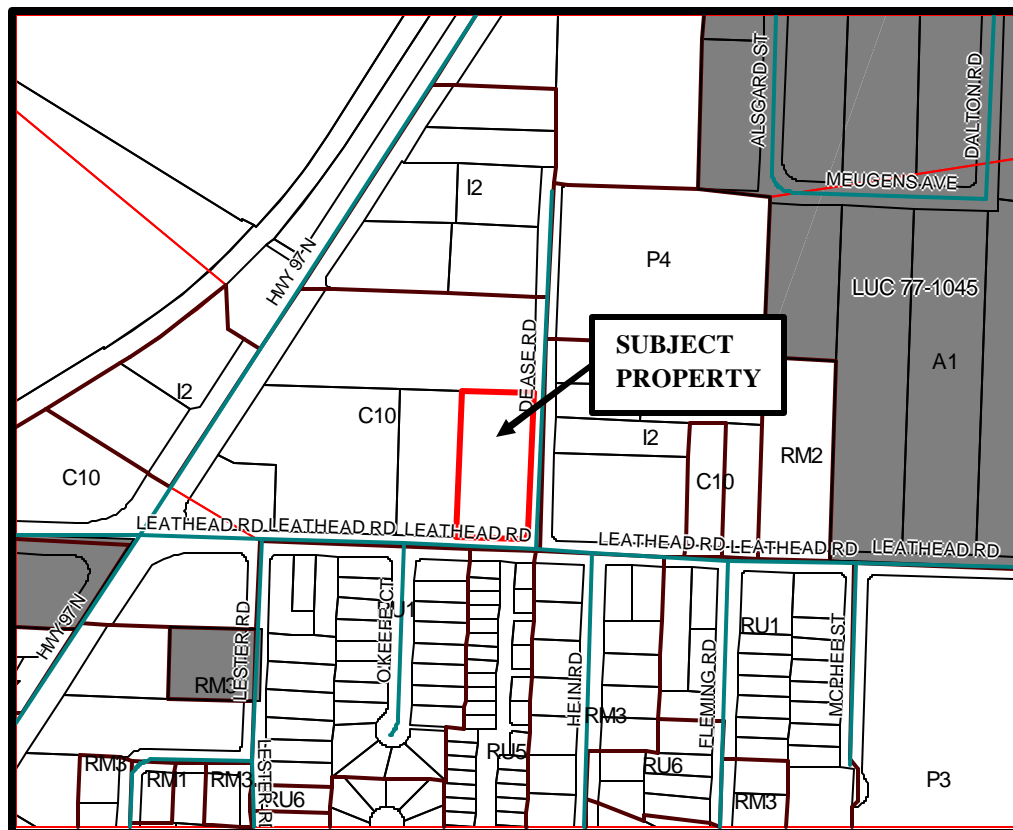 ALSGARD ST
DALTON RD
MEUGENS AVE
I2
HWY 97 N
P4
LUC 77-1045
SUBJECT
PROPERTY
DEASE RD
A1
I2
C10
I2
RM2
C10
C10
LEATHEAD RD LEATHEAD RD LEATHEAD RD
LEATHEAD RD LEATHEAD RD LEATHEAD RD
HWY 97 N
LESTER RD
RM3
O'KEEFE CT
RU1
HEIN RD
RM3
FLEMING RD
RU1
MCPHEE ST
RM3
RM1
RM3
LESTER R
RU6
RU5
RU6
RM3
P3